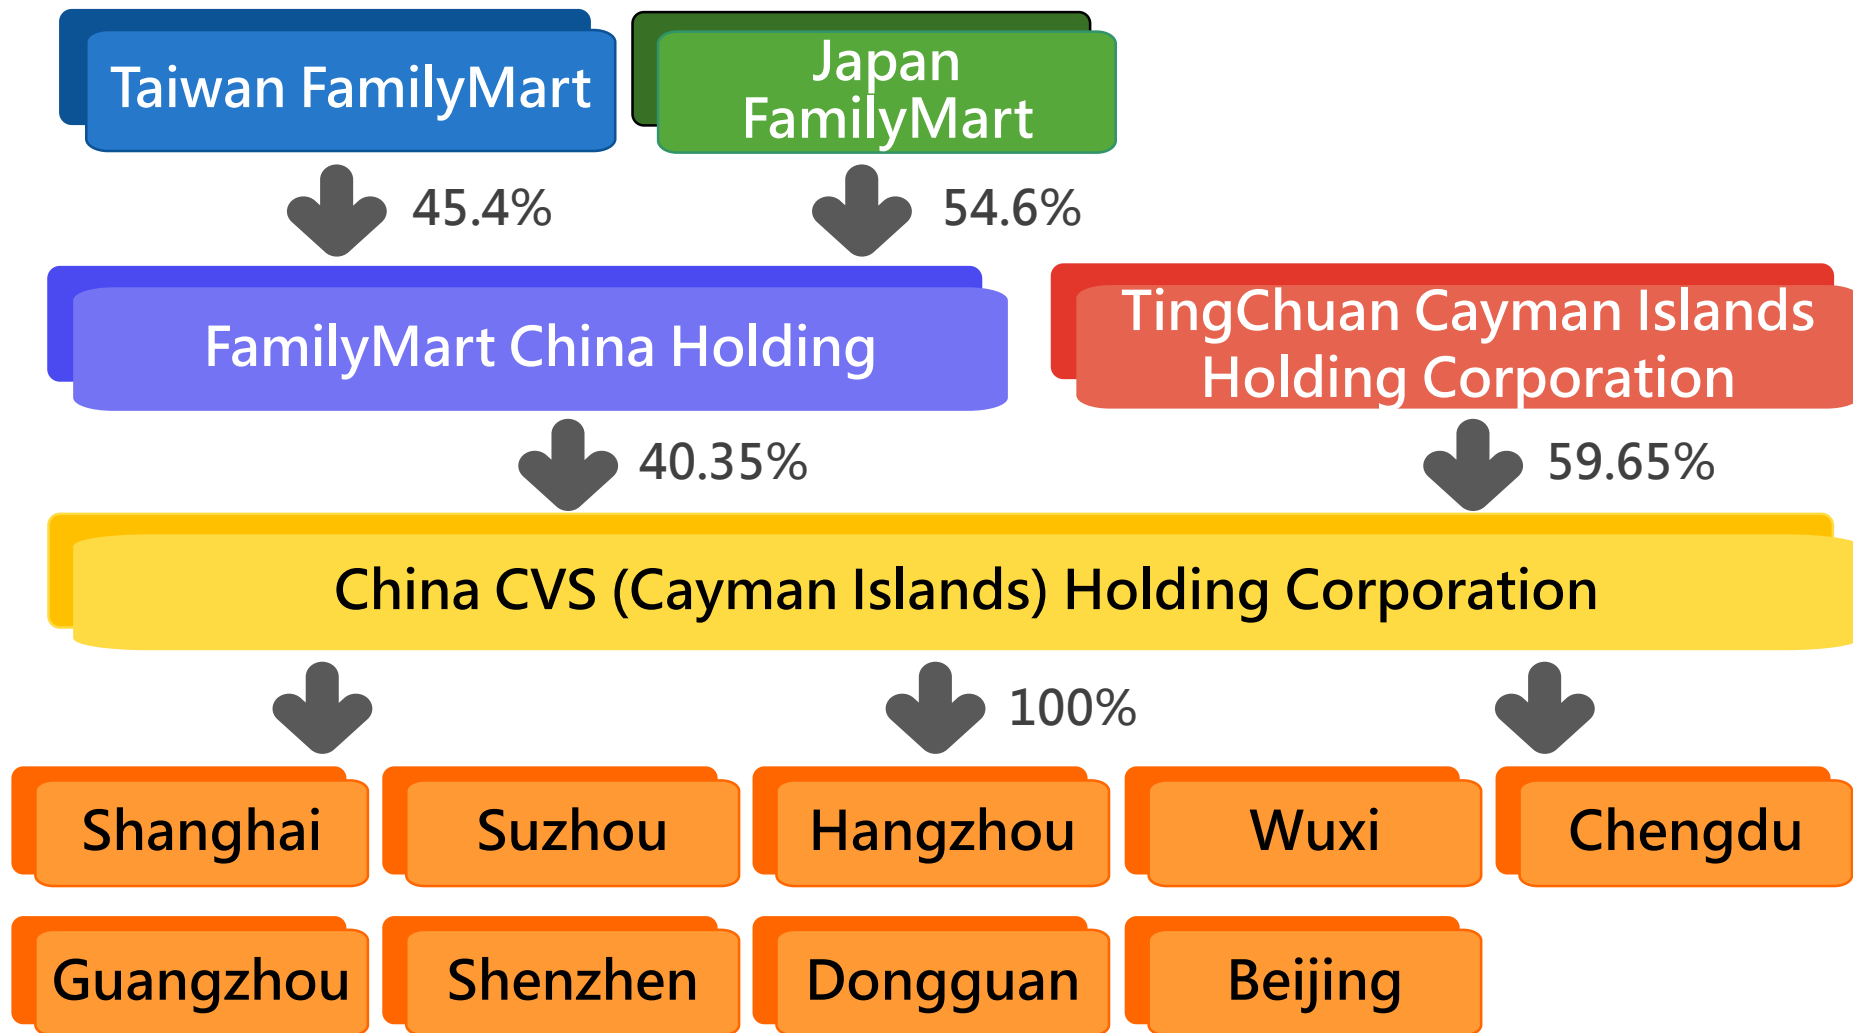 Taiwan FamilyMart
Japan
FamilyMart
45.4%
54.6%
FamilyMart China Holding
TingChuan Cayman Islands
Holding Corporation
40.35%
59.65%
China CVS (Cayman Islands) Holding Corporation
100%
Shanghai
Suzhou
Hangzhou
Wuxi
Chengdu
Guangzhou
Shenzhen
Dongguan
Beijing